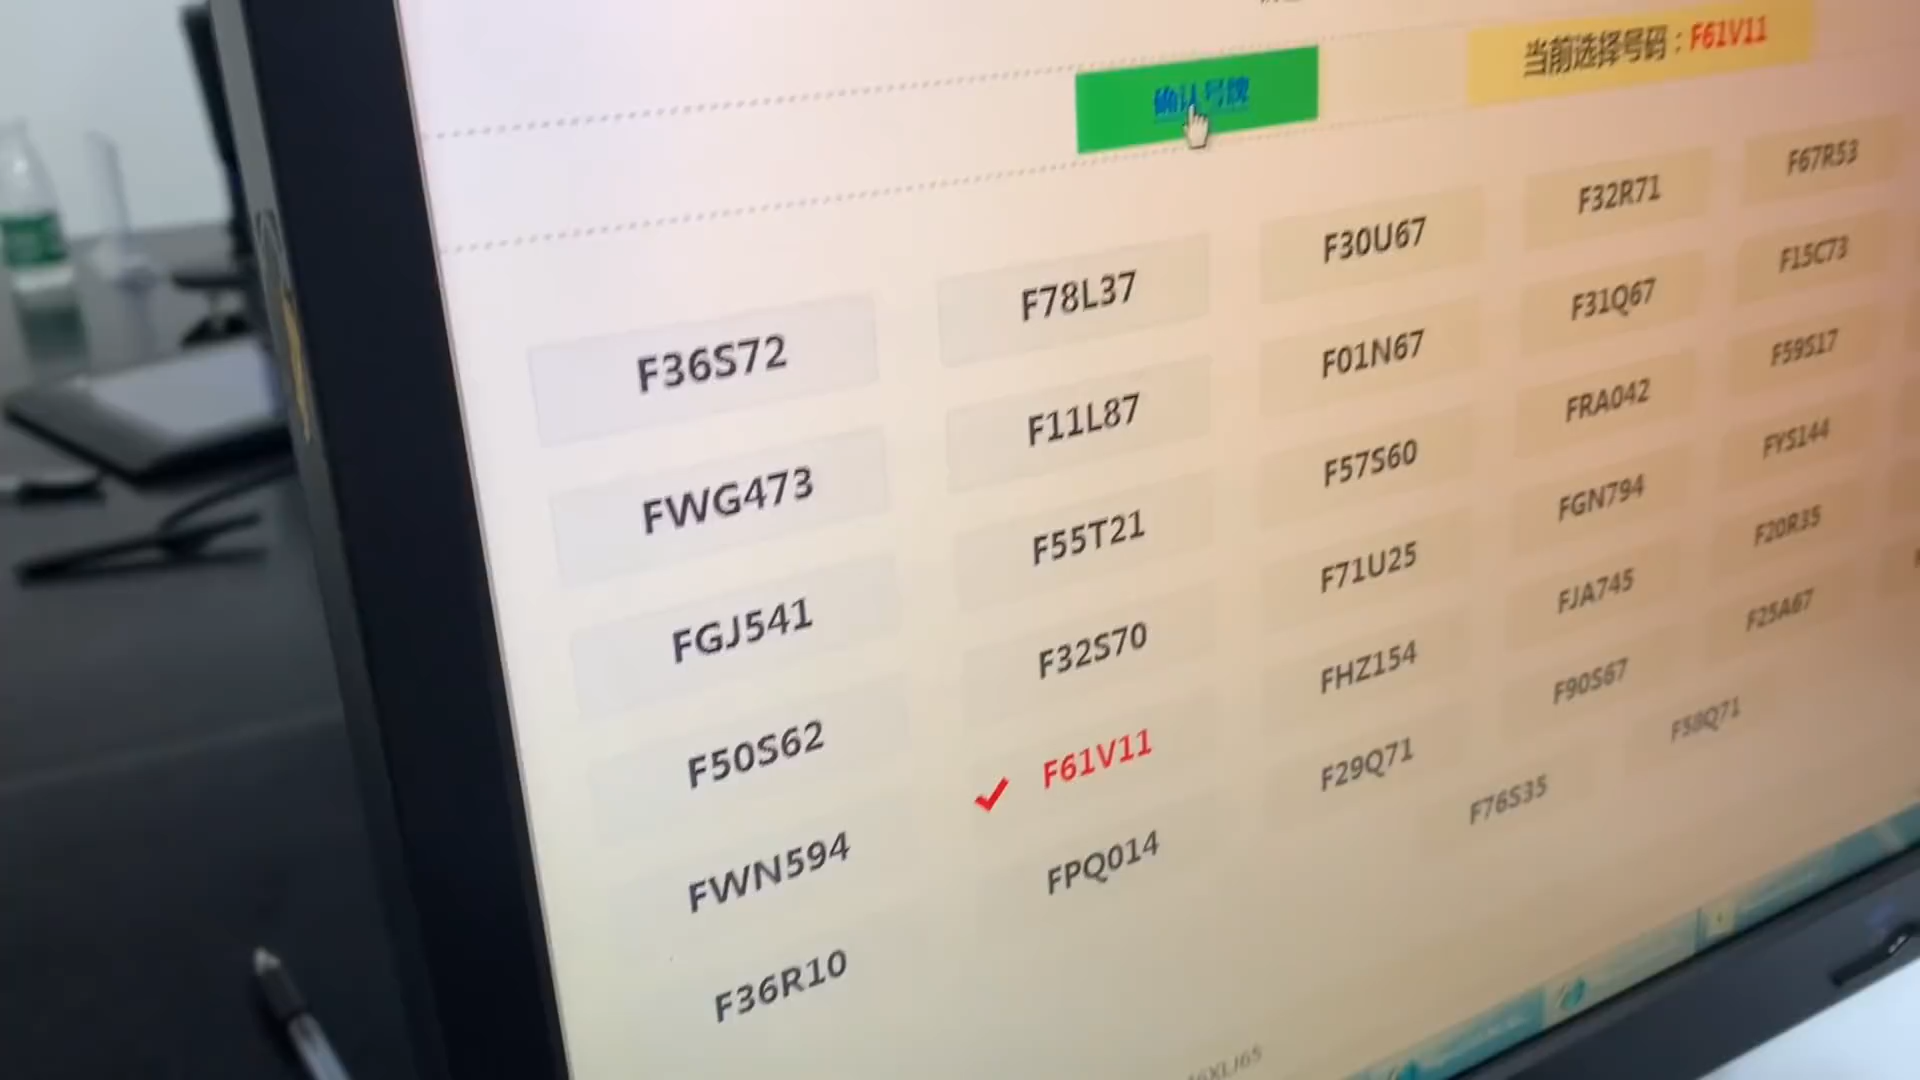 确认号牌
当前选择号码：F61V11
F36S72 F78L37 F30U67 F32R71 F67R53
FWG473 F11L87 F01N67 F31Q67 F15C73
FGJ541 F55T21 F57S60 FRA042 F59S17
F50S62 F32S70 F71U25 FGN794 FYS144
FWN594 F61V11 FHZ154 FJA745 F20R35
F36R10 FPQ014 F29Q71 F90S67 F25A67
F76S35 F58Q71